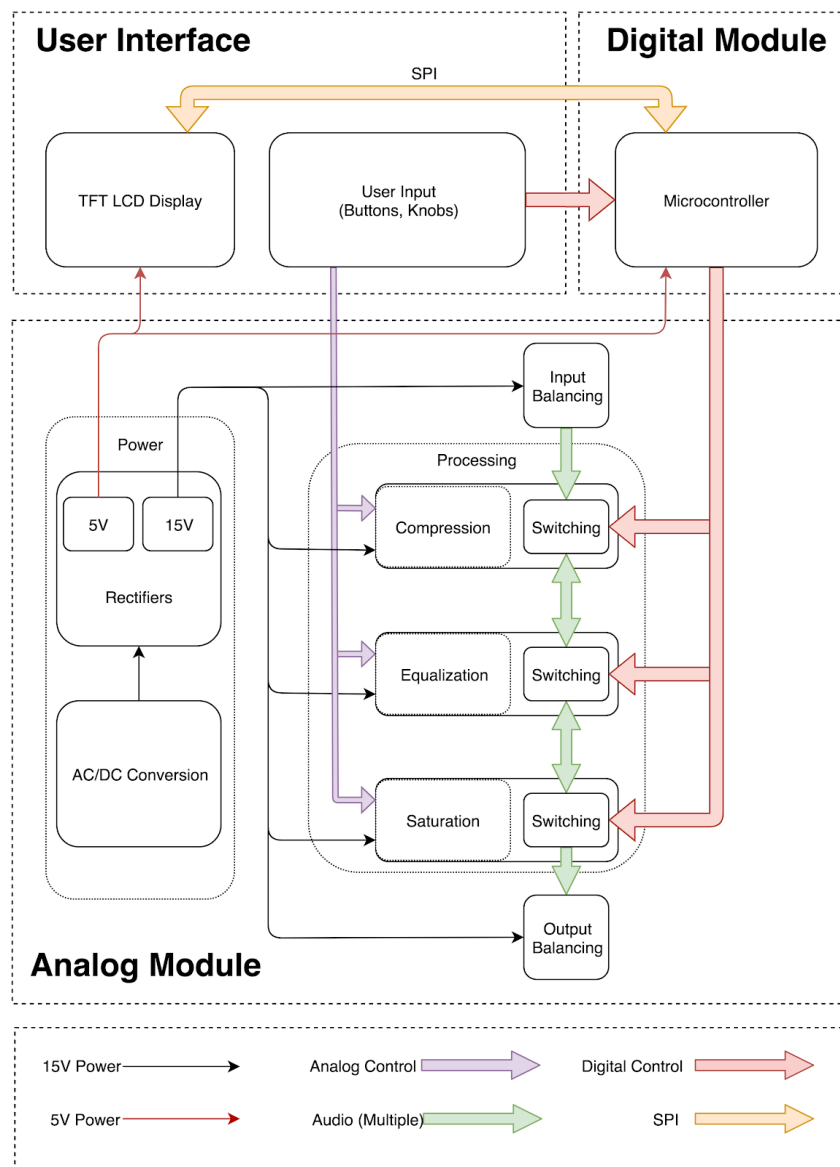 User Interface
Digital Module
SPI
TFT LCD Display
User Input
(Buttons, Knobs)
Microcontroller
Input
Balancing
Power
Processing
5V
15V
Compression
Switching
Rectifiers
Equalization
Switching
AC/DC Conversion
Saturation
Switching
Output
Balancing
Analog Module
15V Power
Analog Control
Digital Control
5V Power
Audio (Multiple)
SPI